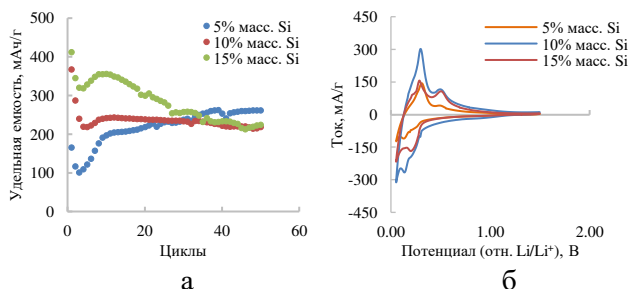 Удельная емкость, мАч/г
500
400
300
200
100
0
0
20
40
60
Циклы
5% масс. Si
10% масс. Si
15% масс. Si
а
Ток, мА/г
450
300
150
0
-150
-300
-450
0.00
1.00
2.00
Потенциал (отн. Li/Li⁺), В
5% масс. Si
10% масс. Si
15% масс. Si
б